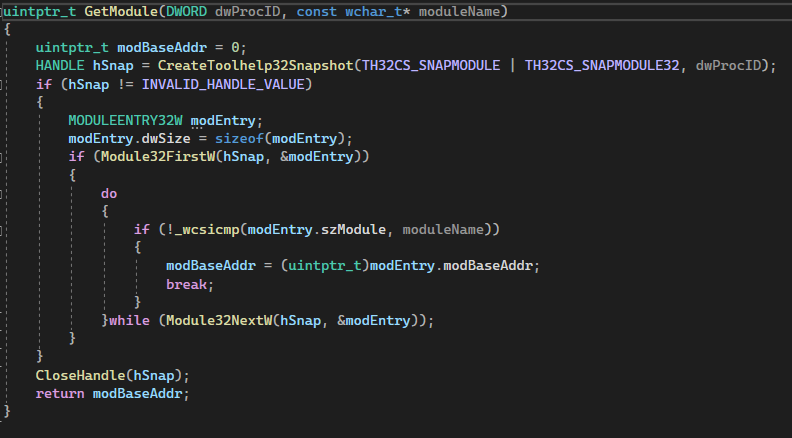 uintptr_t GetModule(DWORD dwProcID, const wchar_t* moduleName)
{
    uintptr_t modBaseAddr = 0;
    HANDLE hSnap = CreateToolhelp32Snapshot(TH32CS_SNAPMODULE | TH32CS_SNAPMODULE32, dwProcID);
    if (hSnap != INVALID_HANDLE_VALUE)
    {
        MODULEENTRY32W modEntry;
        modEntry.dwSize = sizeof(modEntry);
        if (Module32FirstW(hSnap, &modEntry))
        {
            do
            {
                if (!_wcsicmp(modEntry.szModule, moduleName))
                {
                    modBaseAddr = (uintptr_t)modEntry.modBaseAddr;
                    break;
                }
            }while (Module32NextW(hSnap, &modEntry));
        }
    }
    CloseHandle(hSnap);
    return modBaseAddr;
}